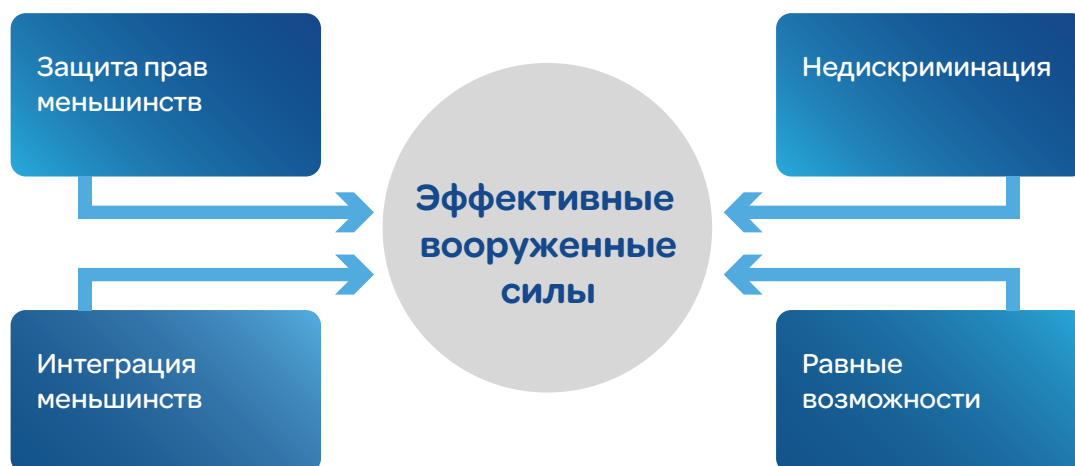 Защита прав
меньшинств
Недискриминация
Эффективные
вооруженные
силы
Интеграция
меньшинств
Равные
возможности